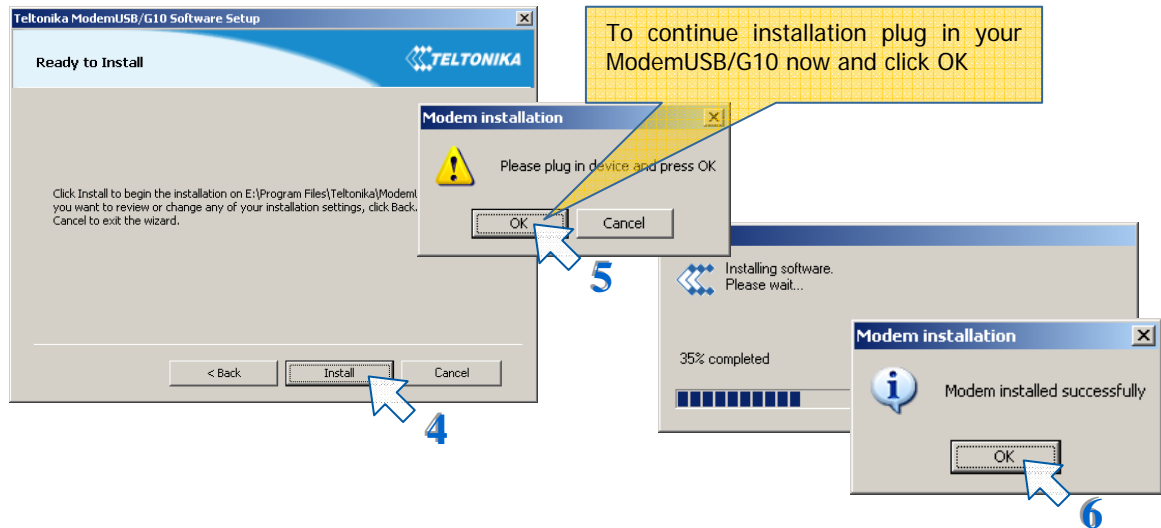 Teltonika ModemUSB/G10 Software Setup
Ready to Install
TELTONIKA
Click Install to begin the installation on E:\Program Files\Teltonika\Modem
you want to review or change any of your installation settings, click Back.
Cancel to exit the wizard.
< Back
Install
Cancel
4
To continue installation plug in your
ModemUSB/G10 now and click OK
Modem installation
Please plug in device and press OK
OK
Cancel
5
Installing software.
Please wait...
35% completed
Modem installation
Modem installed successfully
OK
6